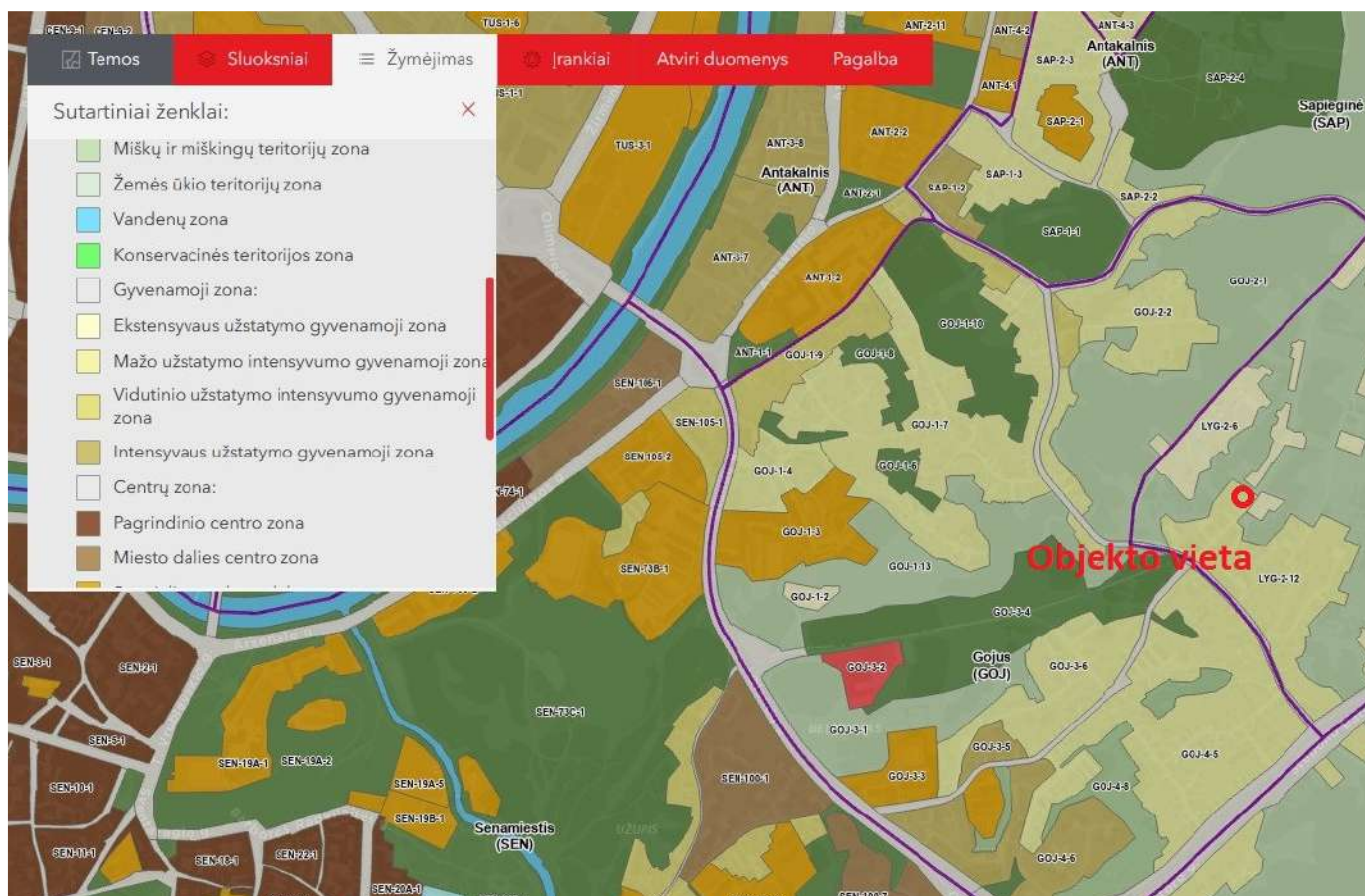 Temos
Sluoksniai
Žymėjimas
Įrankiai
Atviri duomenys
Pagalba
Sutartiniai ženklai:
Miškų ir miškingų teritorijų zona
Žemės ūkio teritorijų zona
Vandenų zona
Konservacinės teritorijos zona
Gyvenamoji zona:
Ekstensyvaus užstatymo gyvenamoji zona
Mažo užstatymo intensyvumo gyvenamoji zona
Vidutinio užstatymo intensyvumo gyvenamoji
zona
Intensyvaus užstatymo gyvenamoji zona
Centrų zona:
Pagrindinio centro zona
Miesto dalies centro zona
SEN-9-1
SEN-9-2
TUS-1-6
ANT-2-11
ANT-4-2
ANT-4-3
Antakalnis
(ANT)
SAP-2-3
SAP-2-4
ANT-4-1
Sapieginė
(SAP)
SAP-2-1
TUS-3-1
ANT-3-8
ANT-2-2
Antakalnis
(ANT)
ANT-2-1
SAP-1-2
SAP-1-3
SAP-2-2
SAP-1-1
ANT-3-7
ANT-1-2
GOJ-2-1
GOJ-2-2
GOJ-1-10
ANT-1-1
GOJ-1-9
GOJ-1-8
SEN-106-1
SEN-105-1
GOJ-1-7
LYG-2-6
SEN-105-2
GOJ-1-4
GOJ-1-6
GOJ-1-3
Objekto vieta
SEN-73B-1
GOJ-1-13
LYG-2-12
GOJ-1-2
GOJ-3-4
SEN-3-1
SEN-2-1
GOJ-3-2
Gojus
(GOJ)
GOJ-3-6
SEN-73C-1
GOJ-3-1
SEN-5-1
SEN-19A-1
SEN-19A-2
GOJ-3-5
GOJ-4-5
SEN-10-1
SEN-19A-5
SEN-100-1
GOJ-3-3
SEN-19B-1
Senamiestis
(SEN)
UŽUPIS
SEN-11-1
SEN-18-1
SEN-22-1
GOJ-4-6
SEN-20A-1